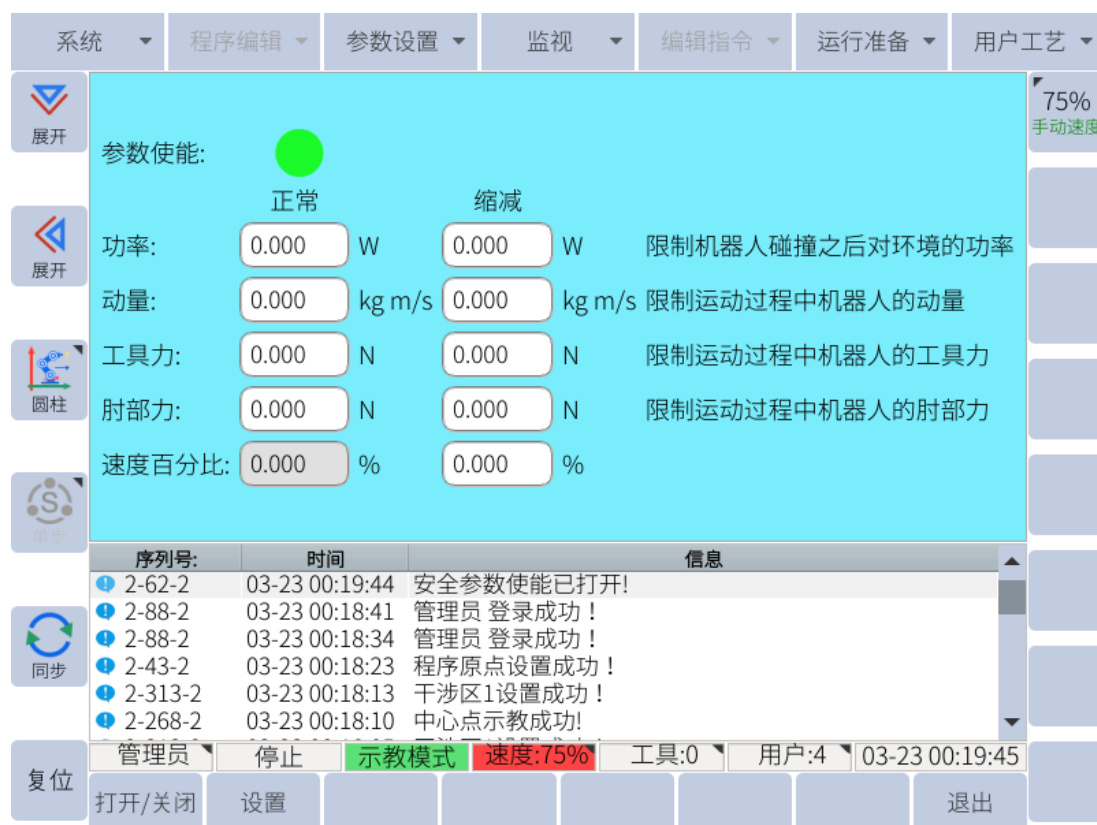 系统 程序编辑 参数设置 监视 编辑指令 运行准备 用户工艺
展开
75%
手动速度
参数使能:
正常 缩减
展开
功率: 0.000 W 0.000 W 限制机器人碰撞之后对环境的功率
动量: 0.000 kg m/s 0.000 kg m/s 限制运动过程中机器人的动量
工具力: 0.000 N 0.000 N 限制运动过程中机器人的工具力
圆柱
肘部力: 0.000 N 0.000 N 限制运动过程中机器人的肘部力
速度百分比: 0.000 % 0.000 %
S
单步
序列号: 时间 信息
2-62-2 03-23 00:19:44 安全参数使能已打开!
2-88-2 03-23 00:18:41 管理员 登录成功！
2-88-2 03-23 00:18:34 管理员 登录成功！
同步
2-43-2 03-23 00:18:23 程序原点设置成功！
2-313-2 03-23 00:18:13 干涉区1设置成功！
2-268-2 03-23 00:18:10 中心点示教成功!
管理员 停止 示教模式 速度:75% 工具:0 用户:4 03-23 00:19:45
复位
打开/关闭 设置 退出